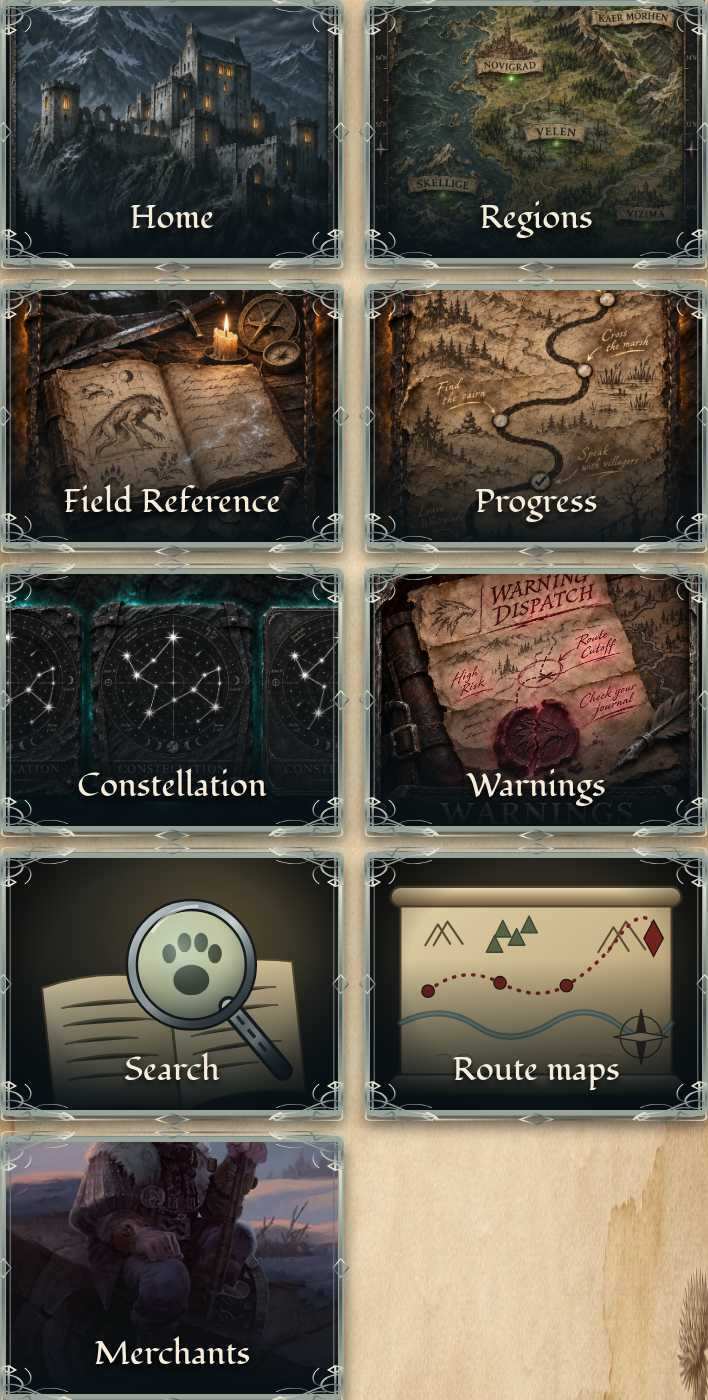 KAER MORHEN
NOVIGRAD
VELEN
SKELLIGE
VIZIMA
Home
Regions
Cross
the marsh
Find
the cairn
Speak
with villagers
Field Reference
Progress
WARNING
DISPATCH
Route
Cutoff
High
Risk
Check your
journal
CONSTELLATION
Constellation
Warnings
WARNINGS
Search
Route maps
Merchants